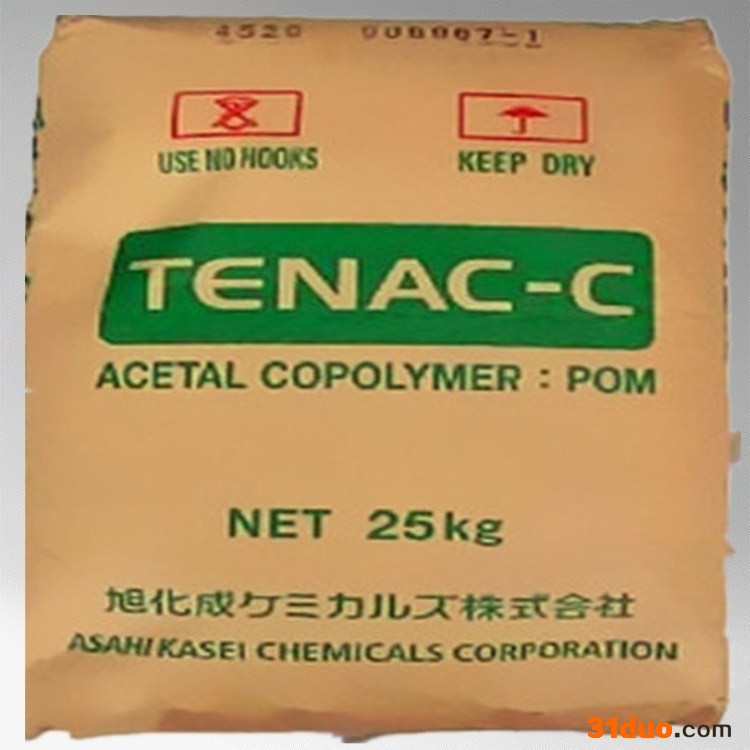 4520
USE NO HOOKS KEEP DRY
TENAC-C
ACETAL COPOLYMER : POM
NET 25kg
旭化成ケミカルズ株式会社
ASAHI KASEI CHEMICALS CORPORATION
31duo.com